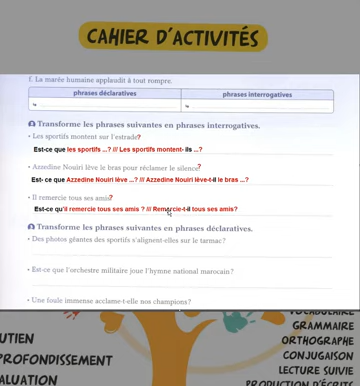 CAHIER D'ACTIVITÉS
f. La marée humaine applaudit à tout rompre.
phrases déclaratives phrases interrogatives
Transforme les phrases suivantes en phrases interrogatives.
• Les sportifs montent sur l'estrade?
Est-ce que les sportifs ...? /// Les sportifs montent- ils ...?
• Azzedine Nouiri lève le bras pour réclamer le silence?
Est- ce que Azzedine Nouiri lève ...? /// Azzedine Nouiri lève-t-il le bras ...?
• Il remercie tous ses amis?
Est-ce qu'il remercie tous ses amis ? /// Remercie-t-il tous ses amis?
Transforme les phrases suivantes en phrases déclaratives.
• Des photos géantes des sportifs s'alignent-elles sur le tarmac?
• Est-ce que l'orchestre militaire joue l'hymne national marocain?
• Une foule immense acclame-t-elle nos champions?
VOCABULAIRE
GRAMMAIRE
ORTHOGRAPHE
CONJUGAISON
LECTURE SUIVIE
PRODUCTION D'ÉCRITS
UTIEN
PROFONDISSEMENT
ALUATION